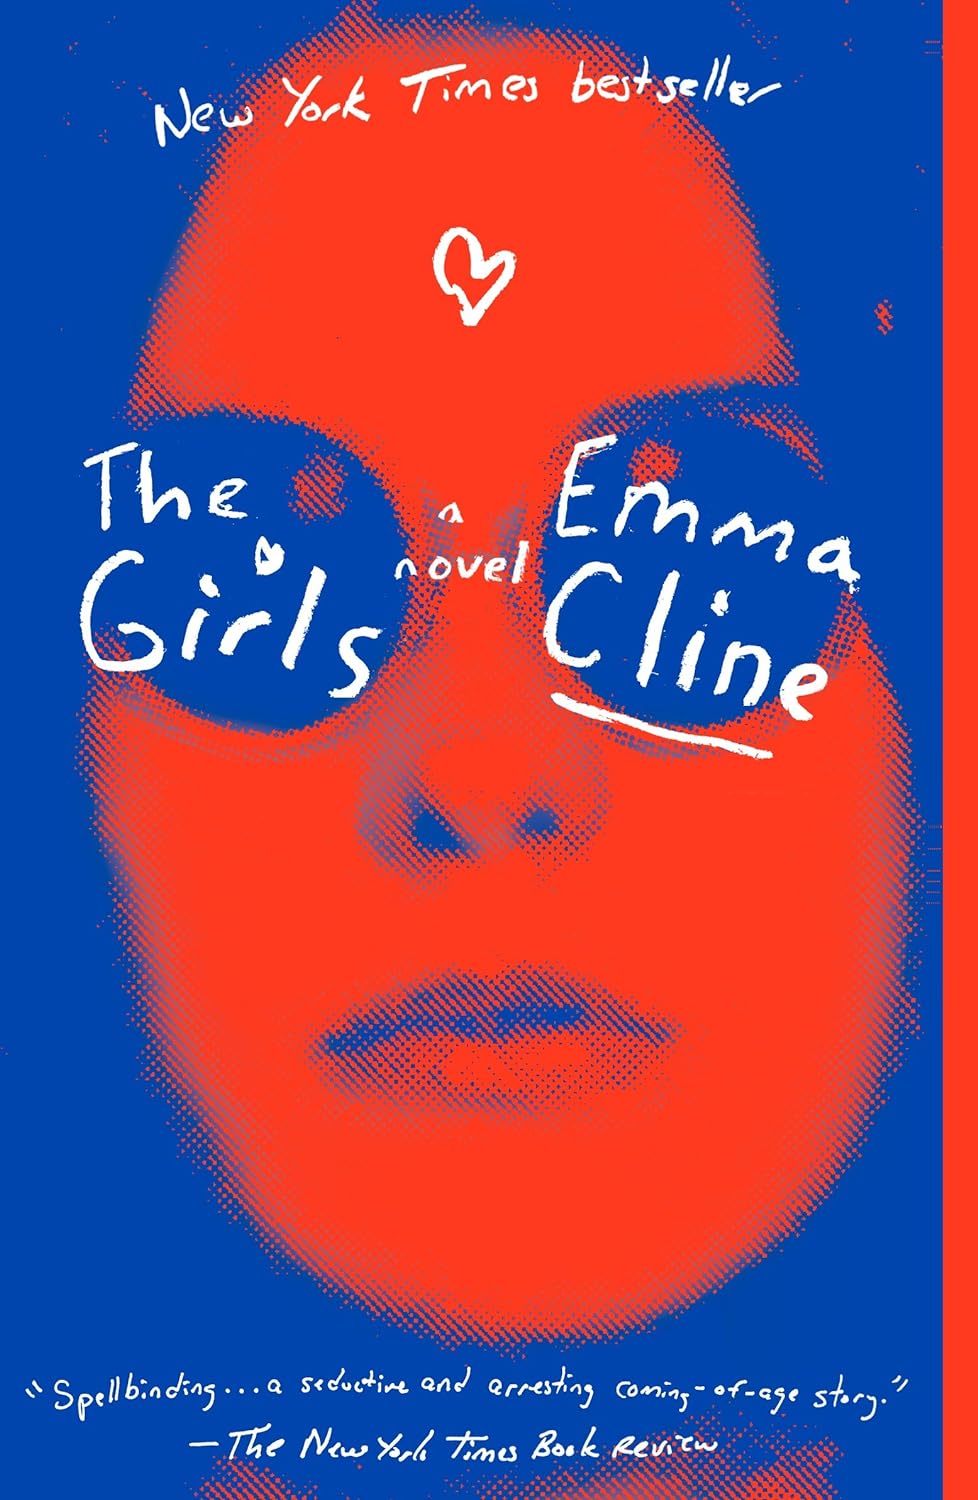 New York Times bestseller
The
Girls
a
novel
Emma
Cline
"Spellbinding...a seductive and arresting coming-of-age story."
—The New York Times Book Review